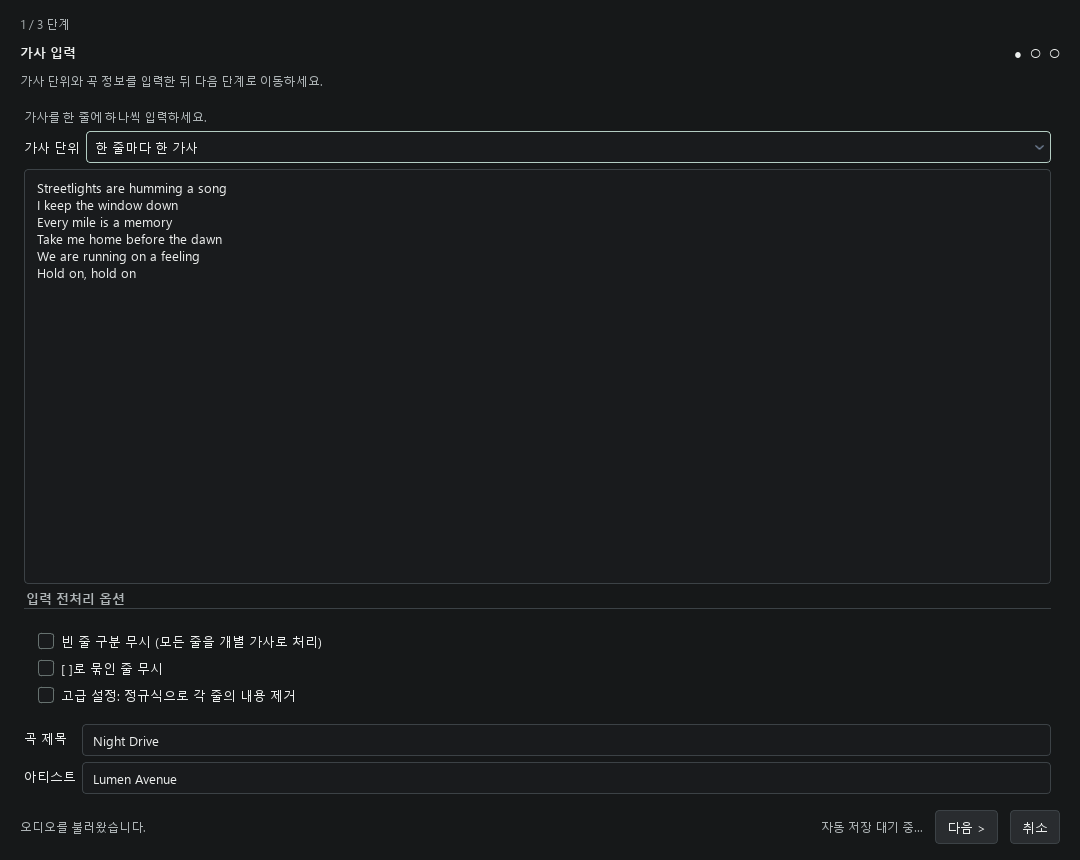 1 / 3 단계
가사 입력
가사 단위와 곡 정보를 입력한 뒤 다음 단계로 이동하세요.
가사를 한 줄에 하나씩 입력하세요.
가사 단위 한 줄마다 한 가사
Streetlights are humming a song
I keep the window down
Every mile is a memory
Take me home before the dawn
We are running on a feeling
Hold on, hold on
입력 전처리 옵션
빈 줄 구분 무시 (모든 줄을 개별 가사로 처리)
[ ]로 묶인 줄 무시
고급 설정: 정규식으로 각 줄의 내용 제거
곡 제목 Night Drive
아티스트 Lumen Avenue
오디오를 불러왔습니다. 자동 저장 대기 중... 다음 > 취소